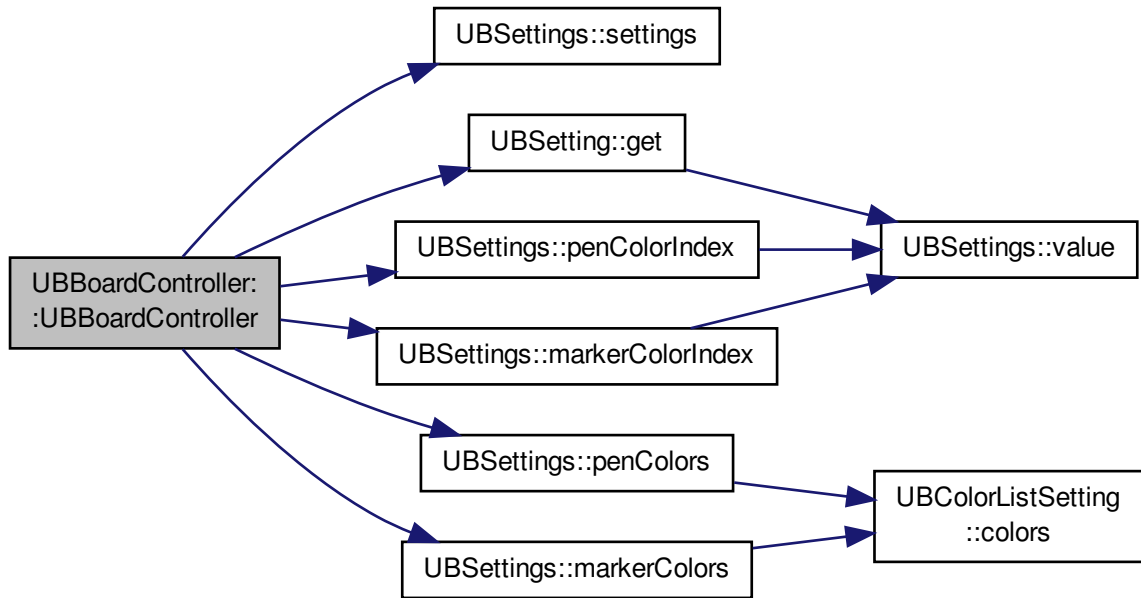 UBSettings::settings
UBSetting::get
UBSettings::penColorIndex
UBSettings::value
UBBoardController:
:UBBoardController
UBSettings::markerColorIndex
UBSettings::penColors
UBColorListSetting
::colors
UBSettings::markerColors